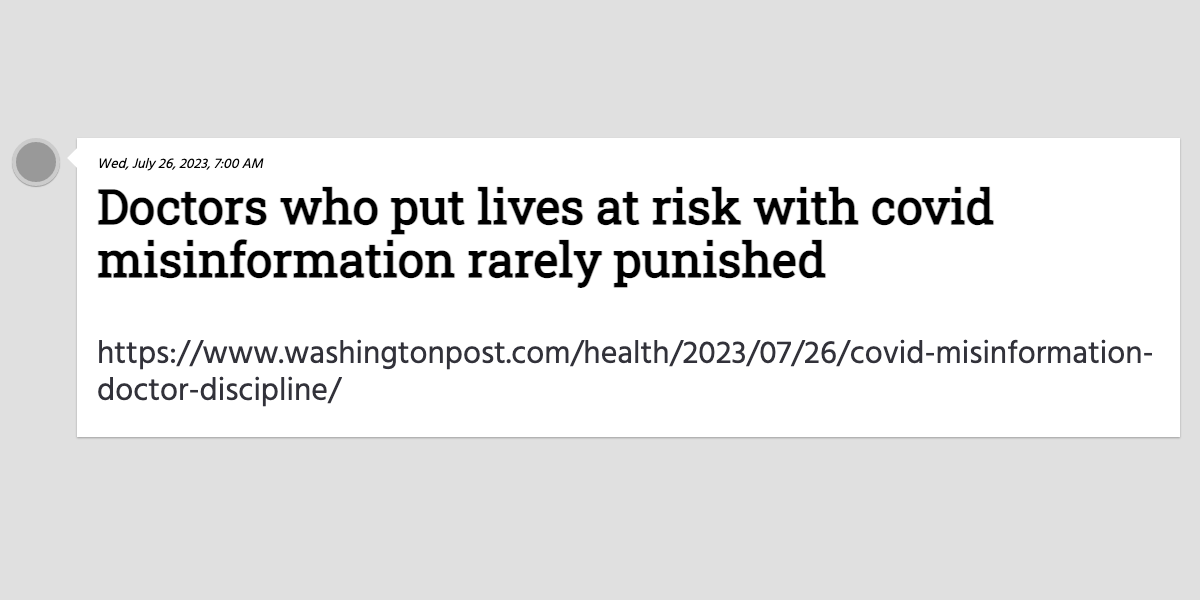 Wed, July 26, 2023, 7:00 AM
Doctors who put lives at risk with covid
misinformation rarely punished
https://www.washingtonpost.com/health/2023/07/26/covid-misinformation-
doctor-discipline/